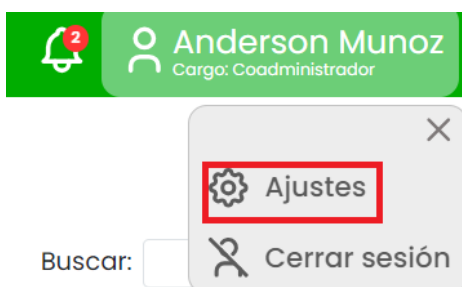 2
Anderson Munoz
Cargo: Coadministrador
Ajustes
Buscar:
Cerrar sesión